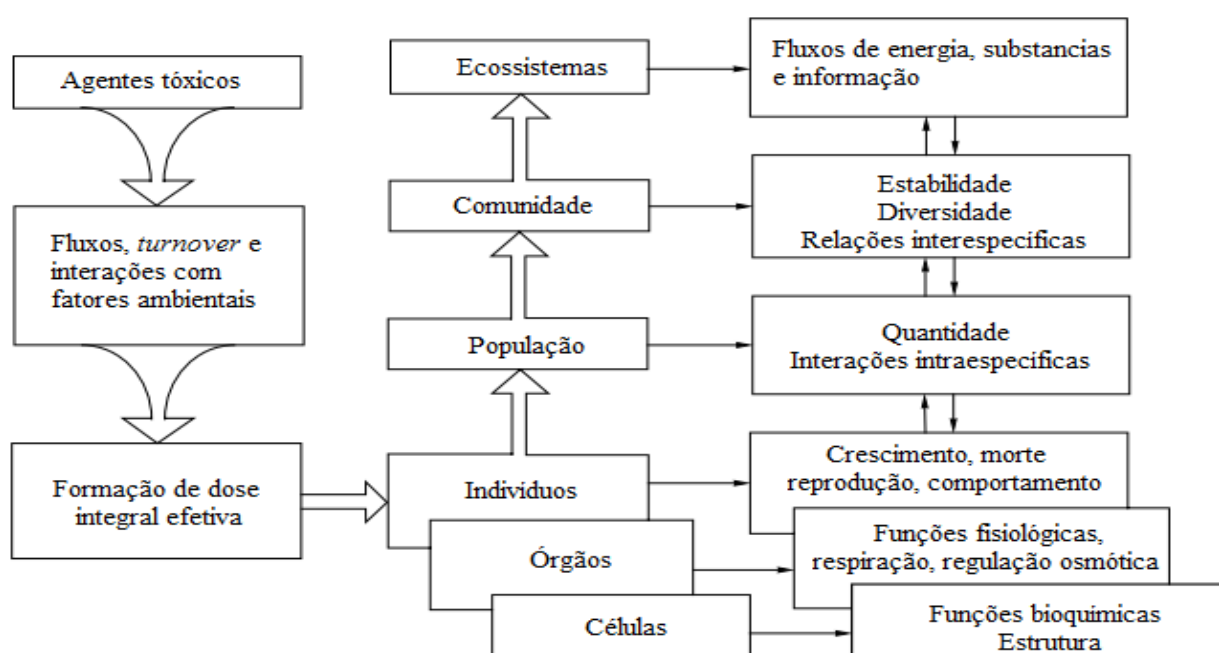 Agentes tóxicos
Fluxos, turnover e
interações com
fatores ambientais
Formação de dose
integral efetiva
Ecossistemas
Comunidade
População
Indivíduos
Órgãos
Células
Fluxos de energia, substancias
e informação
Estabilidade
Diversidade
Relações interespecíficas
Quantidade
Interações intraespecíficas
Crescimento, morte
reprodução, comportamento
Funções fisiológicas,
respiração, regulação osmótica
Funções bioquímicas
Estrutura